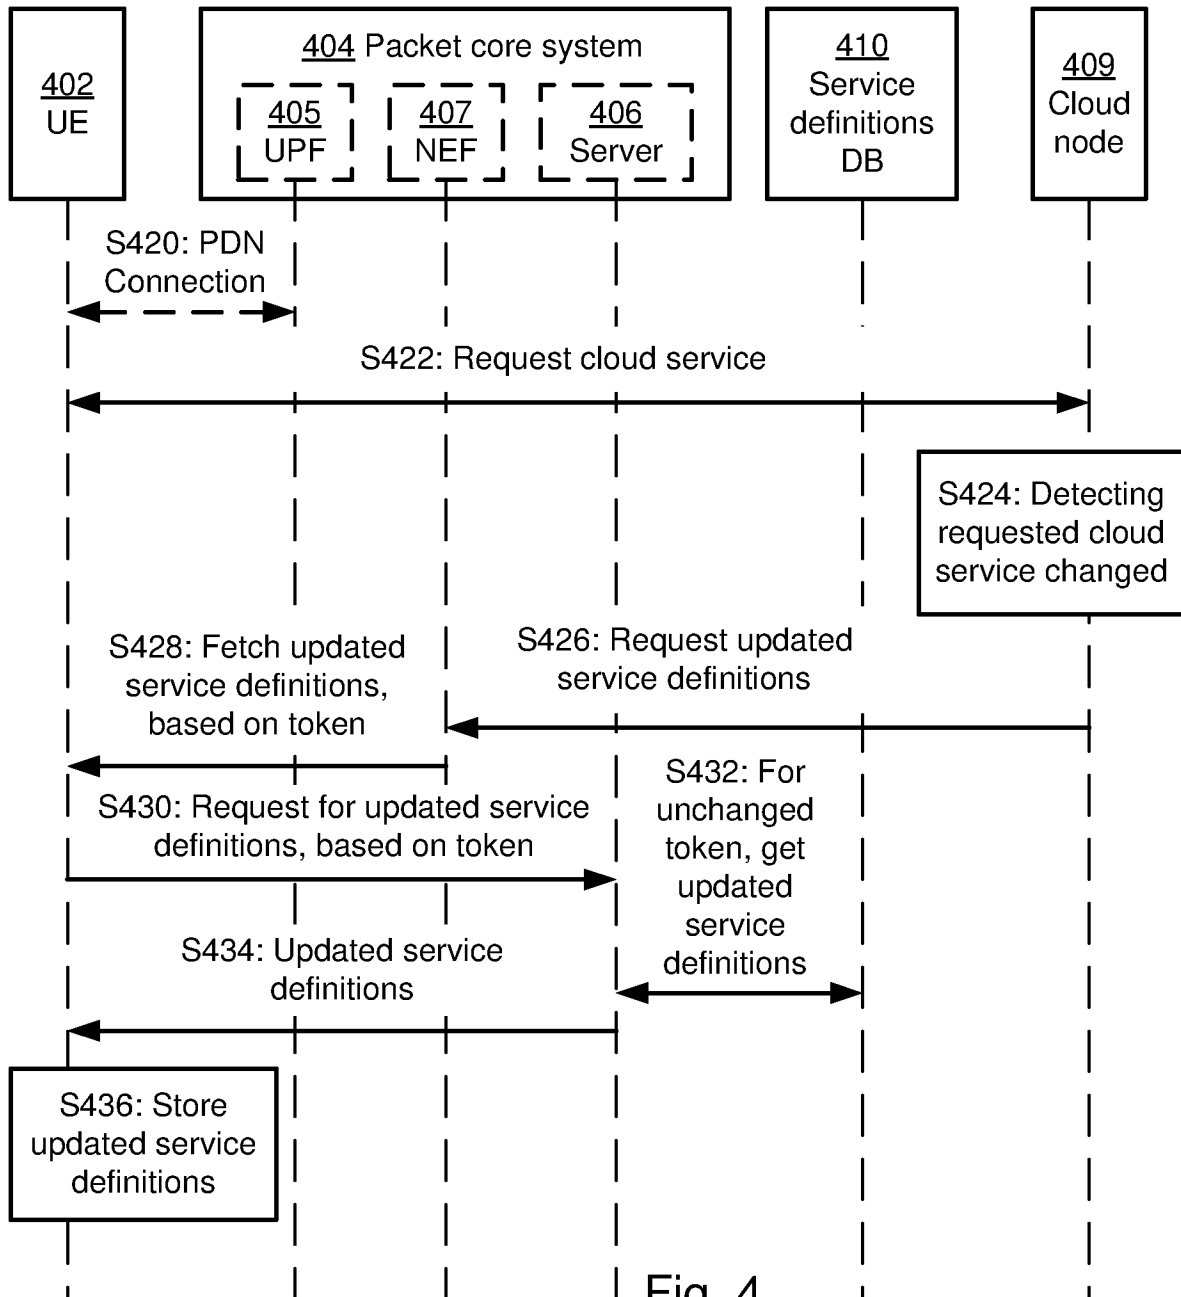 402
UE
404 Packet core system
405
UPF
407
NEF
406
Server
410
Service
definitions
DB
409
Cloud
node
S420: PDN
Connection
S422: Request cloud service
S424: Detecting
requested cloud
service changed
S426: Request updated
service definitions
S428: Fetch updated
service definitions,
based on token
S430: Request for updated service
definitions, based on token
S432: For
unchanged
token, get
updated
service
definitions
S434: Updated service
definitions
S436: Store
updated service
definitions
Fig. 4